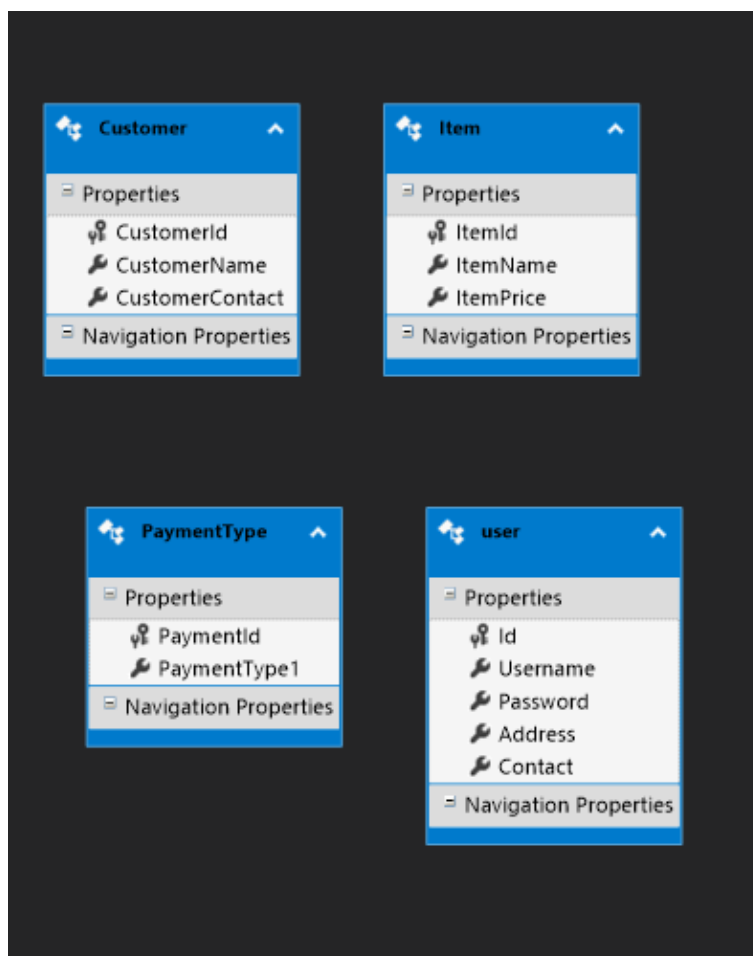 Customer
Properties
CustomerId
CustomerName
CustomerContact
Navigation Properties
Item
Properties
ItemId
ItemName
ItemPrice
Navigation Properties
PaymentType
Properties
PaymentId
PaymentType1
Navigation Properties
user
Properties
Id
Username
Password
Address
Contact
Navigation Properties